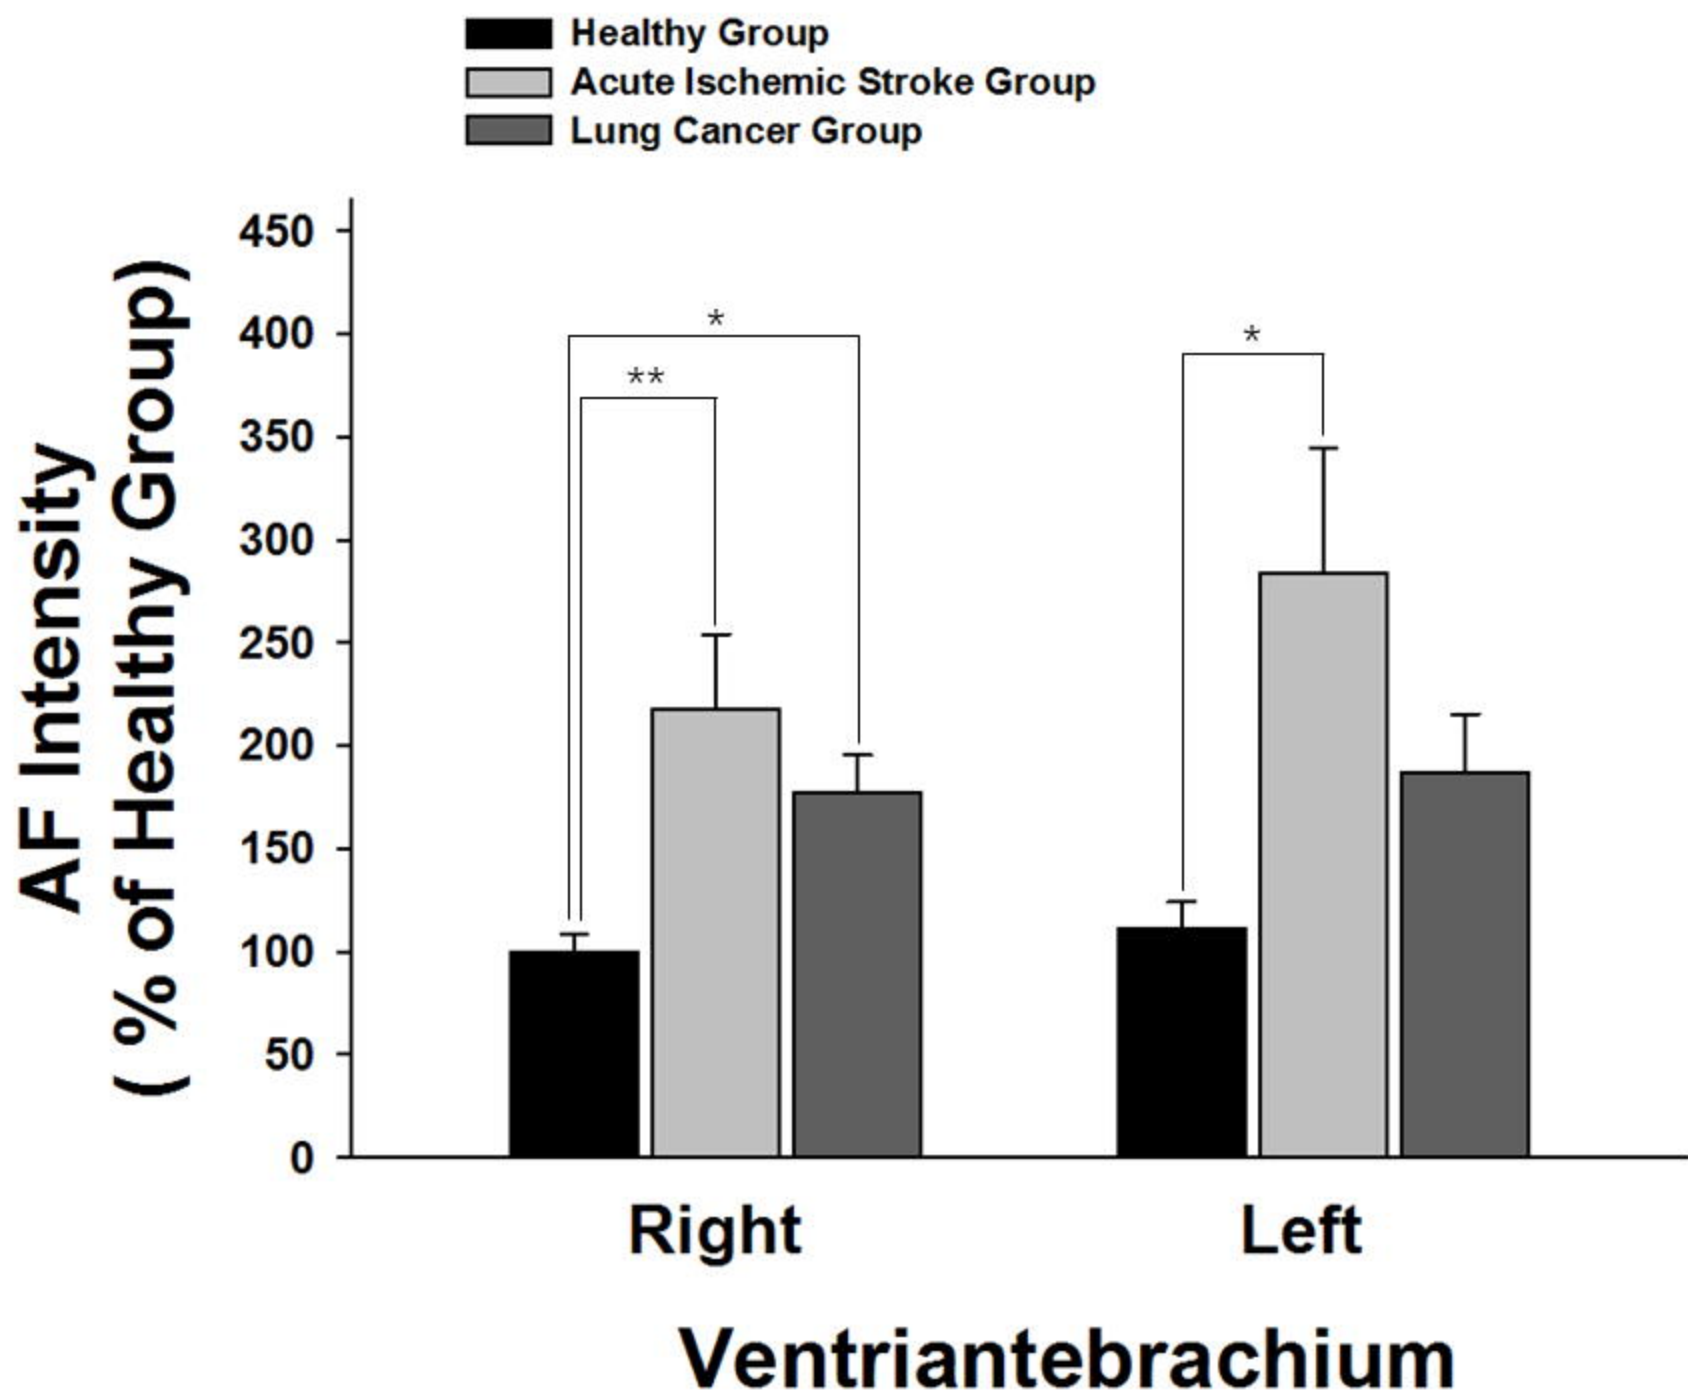 Healthy Group
Acute Ischemic Stroke Group
Lung Cancer Group
AF Intensity
( % of Healthy Group)
450
400
350
300
250
200
150
100
50
0
*
**
*
Right
Left
Ventriantebrachium